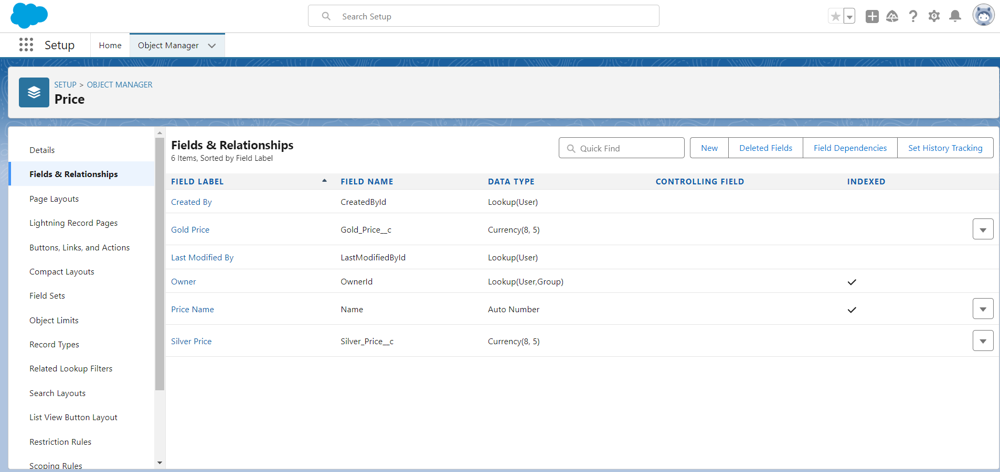 Search Setup
Setup
Home
Object Manager
SETUP > OBJECT MANAGER
Price
Details
Fields & Relationships
Page Layouts
Lightning Record Pages
Buttons, Links, and Actions
Compact Layouts
Field Sets
Object Limits
Record Types
Related Lookup Filters
Search Layouts
List View Button Layout
Restriction Rules
Scoping Rules
Fields & Relationships
6 Items, Sorted by Field Label
Quick Find
New
Deleted Fields
Field Dependencies
Set History Tracking
FIELD LABEL FIELD NAME DATA TYPE CONTROLLING FIELD INDEXED
Created By CreatedById Lookup(User)
Gold Price Gold_Price__c Currency(8, 5)
Last Modified By LastModifiedById Lookup(User)
Owner OwnerId Lookup(User,Group)
Price Name Name Auto Number
Silver Price Silver_Price__c Currency(8, 5)